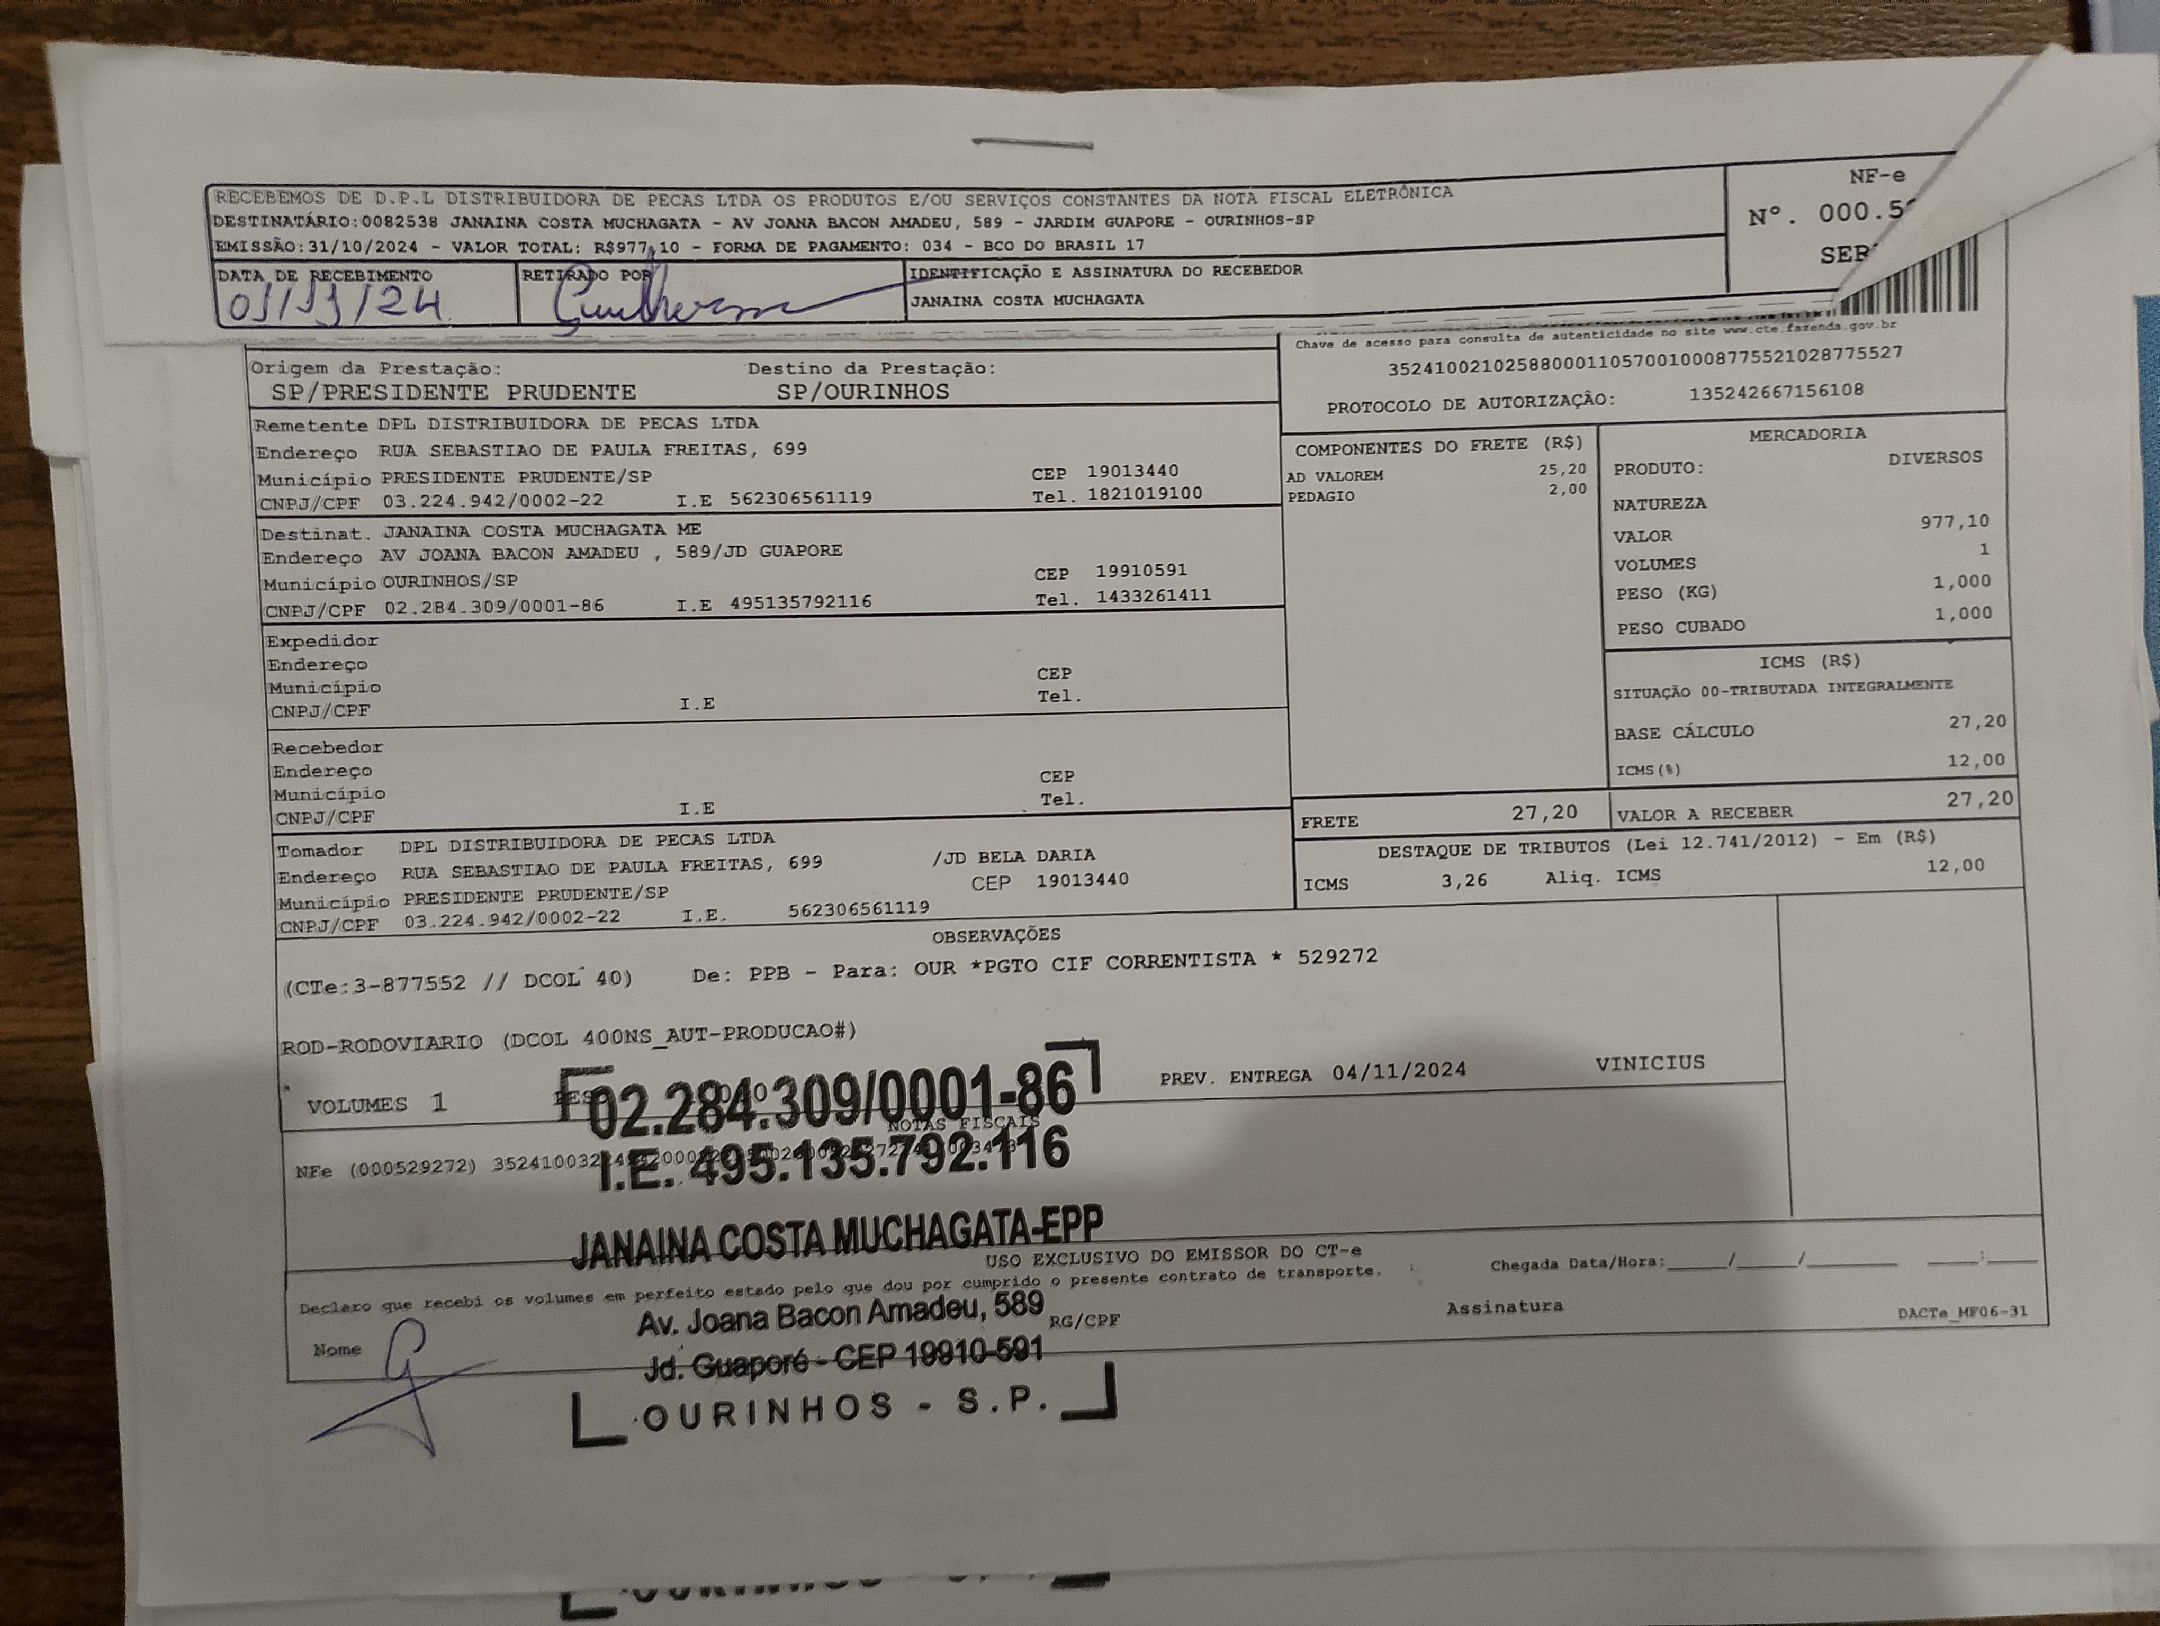 RECEBEMOS DE D.P.L DISTRIBUIDORA DE PECAS LTDA OS PRODUTOS E/OU SERVIÇOS CONSTANTES DA NOTA FISCAL ELETRÔNICA
DESTINATÁRIO:0082538 JANAINA COSTA MUCHAGATA - AV JOANA BACON AMADEU, 589 - JARDIM GUAPORE - OURINHOS-SP
EMISSÃO:31/10/2024 - VALOR TOTAL: R$977,10 - FORMA DE PAGAMENTO: 034 - BCO DO BRASIL 17
NF-e
Nº. 000.5
SER
DATA DE RECEBIMENTO
RETIRADO POR
Guilherme
IDENTIFICAÇÃO E ASSINATURA DO RECEBEDOR
JANAINA COSTA MUCHAGATA
Chave de acesso para consulta de autenticidade no site www.cte.fazenda.gov.br
35241002102588000110570010008775521028775527
PROTOCOLO DE AUTORIZAÇÃO: 135242667156108
Origem da Prestação: Destino da Prestação:
SP/PRESIDENTE PRUDENTE SP/OURINHOS
Remetente DPL DISTRIBUIDORA DE PECAS LTDA
Endereço RUA SEBASTIAO DE PAULA FREITAS, 699
Município PRESIDENTE PRUDENTE/SP CEP 19013440
CNPJ/CPF 03.224.942/0002-22 I.E 562306561119 Tel. 1821019100
Destinat. JANAINA COSTA MUCHAGATA ME
Endereço AV JOANA BACON AMADEU , 589/JD GUAPORE
Município OURINHOS/SP CEP 19910591
CNPJ/CPF 02.284.309/0001-86 I.E 495135792116 Tel. 1433261411
Expedidor
Endereço
Município CEP
CNPJ/CPF I.E Tel.
Recebedor
Endereço
Município CEP
CNPJ/CPF I.E Tel.
Tomador DPL DISTRIBUIDORA DE PECAS LTDA
Endereço RUA SEBASTIAO DE PAULA FREITAS, 699 /JD BELA DARIA
Município PRESIDENTE PRUDENTE/SP CEP 19013440
CNPJ/CPF 03.224.942/0002-22 I.E. 562306561119
COMPONENTES DO FRETE (R$)
AD VALOREM 25,20
PEDAGIO 2,00
MERCADORIA
PRODUTO: DIVERSOS
NATUREZA
VALOR 977,10
VOLUMES 1
PESO (KG) 1,000
PESO CUBADO 1,000
ICMS (R$)
SITUAÇÃO 00-TRIBUTADA INTEGRALMENTE
BASE CÁLCULO 27,20
ICMS(%) 12,00
FRETE 27,20 VALOR A RECEBER 27,20
DESTAQUE DE TRIBUTOS (Lei 12.741/2012) - Em (R$)
ICMS 3,26 Aliq. ICMS 12,00
OBSERVAÇÕES
(CTe:3-877552 // DCOL 40) De: PPB - Para: OUR *PGTO CIF CORRENTISTA * 529272
ROD-RODOVIARIO (DCOL 400NS_AUT-PRODUCAO#)
VOLUMES 1 PREV. ENTREGA 04/11/2024 VINICIUS
NOTAS FISCAIS
NFe (000529272)
02.284.309/0001-86
I.E. 495.135.792.116
JANAINA COSTA MUCHAGATA-EPP
Av. Joana Bacon Amadeu, 589
Jd. Guaporé - CEP 19910-591
OURINHOS - S.P.
USO EXCLUSIVO DO EMISSOR DO CT-e
Declaro que recebi os volumes em perfeito estado pelo que dou por cumprido o presente contrato de transporte.
Chegada Data/Hora:____/____/______ ____:____
Nome RG/CPF Assinatura
DACTe_MF06-31